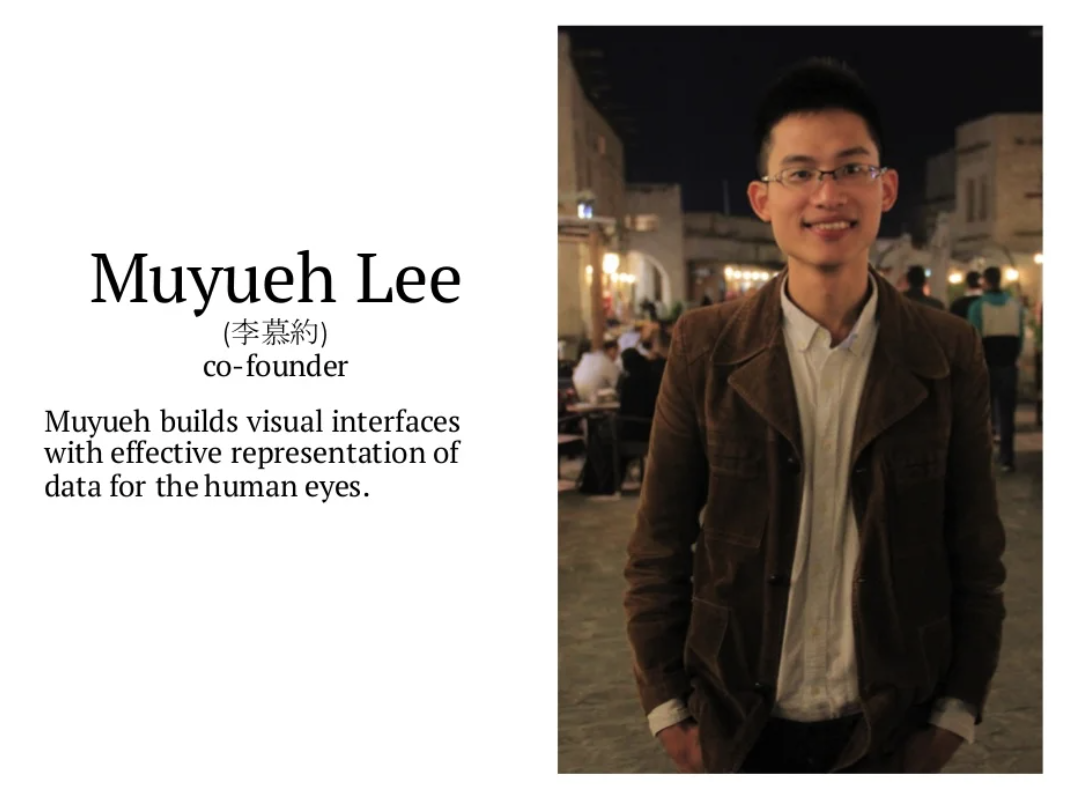 Muyueh Lee
(李慕約)
co-founder
Muyueh builds visual interfaces
with effective representation of
data for the human eyes.